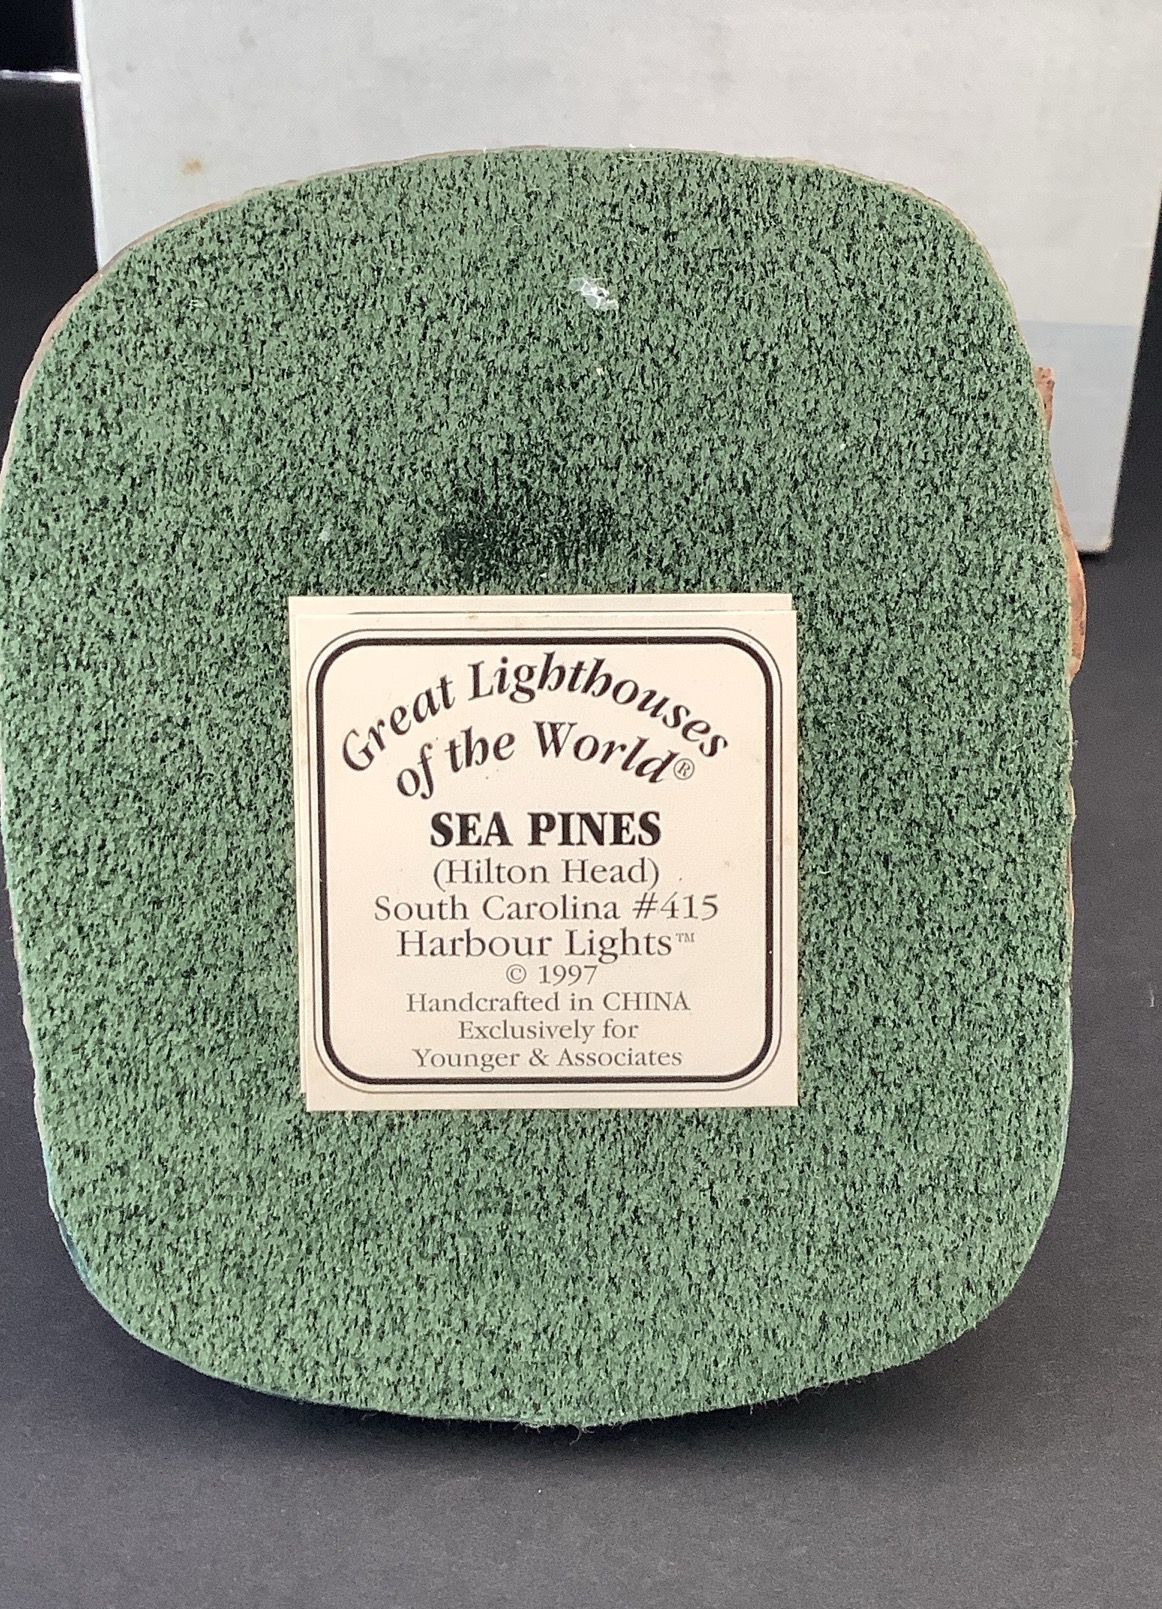 Great Lighthouses
of the World®
SEA PINES
(Hilton Head)
South Carolina #415
Harbour Lights™
© 1997
Handcrafted in CHINA
Exclusively for
Younger & Associates